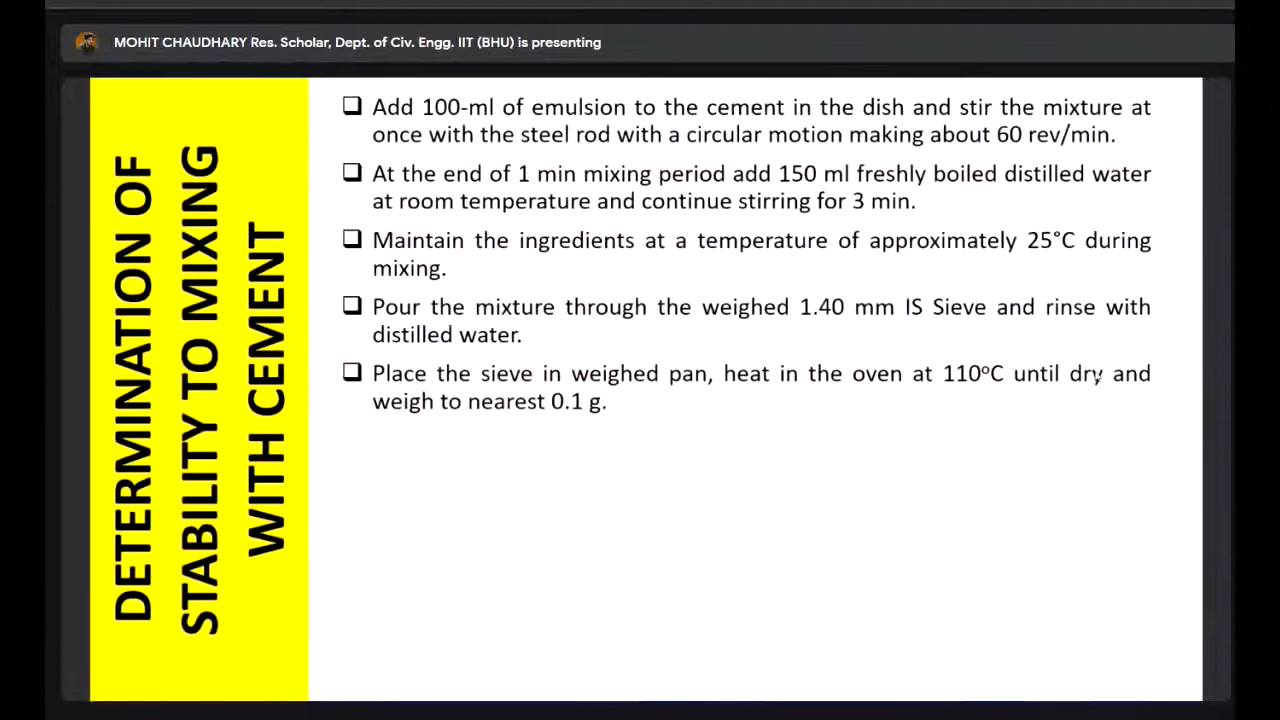 MOHIT CHAUDHARY Res. Scholar, Dept. of Civ. Engg. IIT (BHU) is presenting
DETERMINATION OF
STABILITY TO MIXING
WITH CEMENT
❑ Add 100-ml of emulsion to the cement in the dish and stir the mixture at
once with the steel rod with a circular motion making about 60 rev/min.
❑ At the end of 1 min mixing period add 150 ml freshly boiled distilled water
at room temperature and continue stirring for 3 min.
❑ Maintain the ingredients at a temperature of approximately 25°C during
mixing.
❑ Pour the mixture through the weighed 1.40 mm IS Sieve and rinse with
distilled water.
❑ Place the sieve in weighed pan, heat in the oven at 110°C until dry and
weigh to nearest 0.1 g.